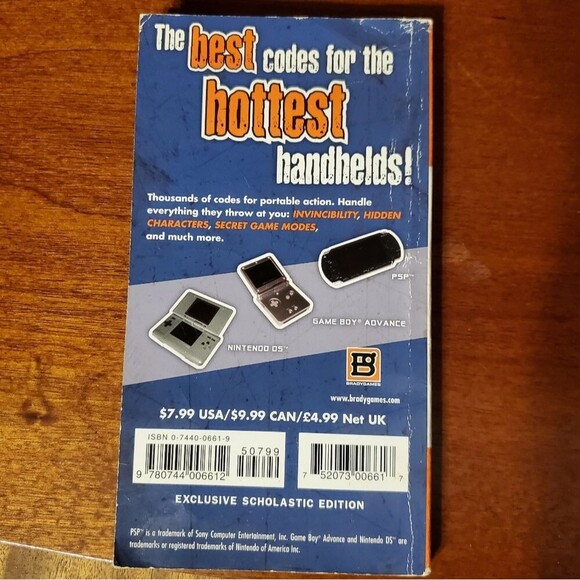 The best codes for the
hottest
handhelds!
Thousands of codes for portable action. Handle
everything they throw at you: INVINCIBILITY, HIDDEN
CHARACTERS, SECRET GAME MODES,
and much more.
PSP™
GAME BOY® ADVANCE
NINTENDO DS™
B
BRADYGAMES
www.bradygames.com
$7.99 USA/$9.99 CAN/£4.99 Net UK
ISBN 0-7440-0661-9
50799
9 780744 006612
7 52073 00661 7
EXCLUSIVE SCHOLASTIC EDITION
PSP™ is a trademark of Sony Computer Entertainment, Inc. Game Boy® Advance and Nintendo DS™ are
trademarks or registered trademarks of Nintendo of America Inc.